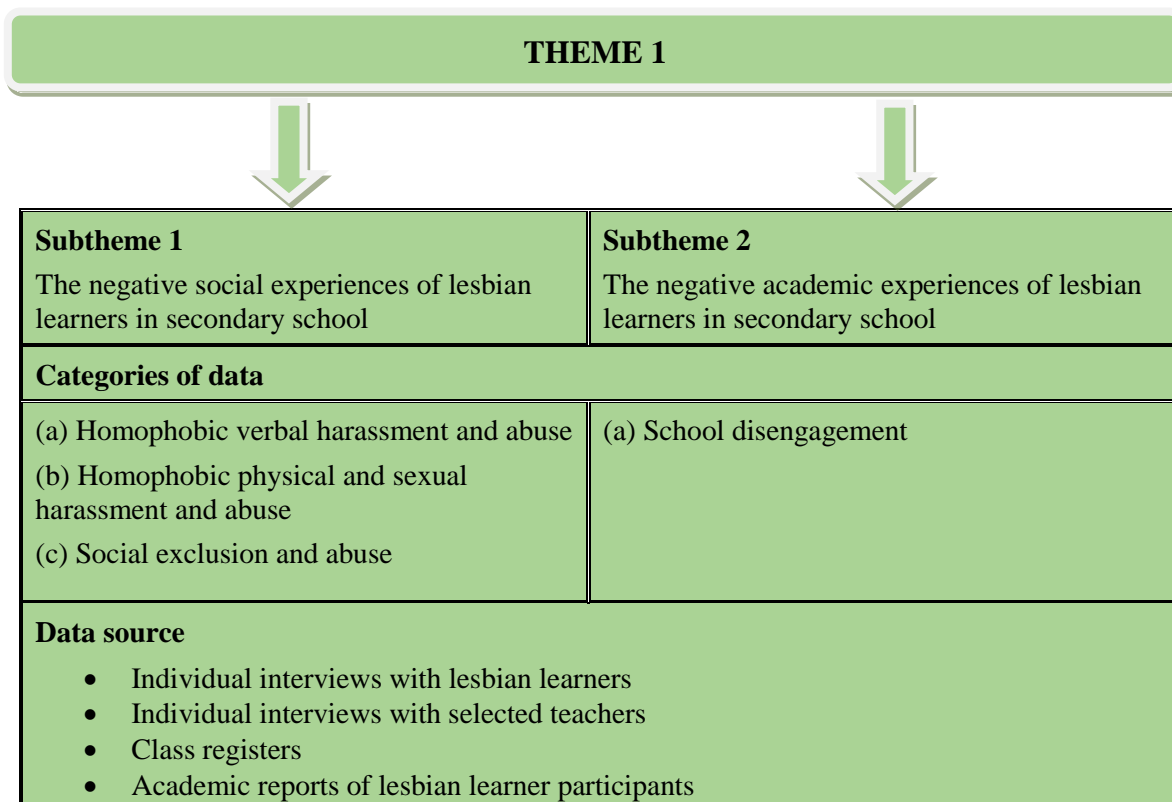 THEME 1
Subtheme 1
The negative social experiences of lesbian
learners in secondary school
Subtheme 2
The negative academic experiences of lesbian
learners in secondary school
Categories of data
(a) Homophobic verbal harassment and abuse
(b) Homophobic physical and sexual
harassment and abuse
(c) Social exclusion and abuse
(a) School disengagement
Data source
• Individual interviews with lesbian learners
• Individual interviews with selected teachers
• Class registers
• Academic reports of lesbian learner participants